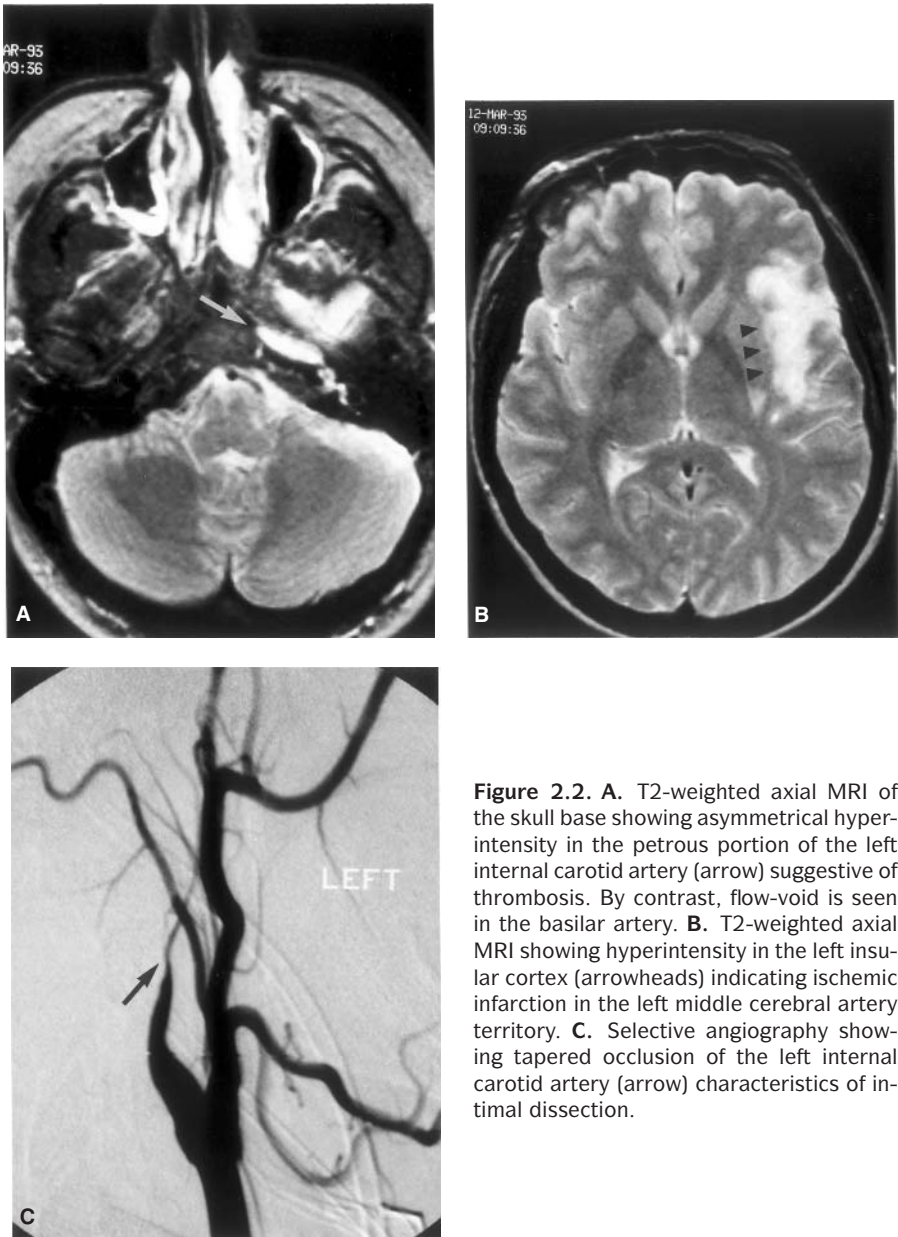 AR-93
09:36
A
12-MAR-93
09:09:36
B
LEFT
C
Figure 2.2. A. T2-weighted axial MRI of
the skull base showing asymmetrical hyper-
intensity in the petrous portion of the left
internal carotid artery (arrow) suggestive of
thrombosis. By contrast, flow-void is seen
in the basilar artery. B. T2-weighted axial
MRI showing hyperintensity in the left insu-
lar cortex (arrowheads) indicating ischemic
infarction in the left middle cerebral artery
territory. C. Selective angiography show-
ing tapered occlusion of the left internal
carotid artery (arrow) characteristics of in-
timal dissection.